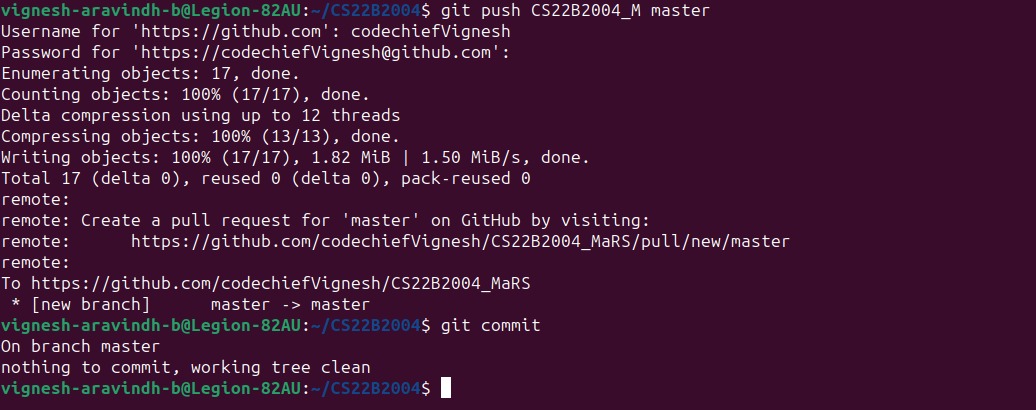 vignesh-aravindh-b@Legion-82AU:~/CS22B2004$ git push CS22B2004_M master
Username for 'https://github.com': codechiefVignesh
Password for 'https://codechiefVignesh@github.com':
Enumerating objects: 17, done.
Counting objects: 100% (17/17), done.
Delta compression using up to 12 threads
Compressing objects: 100% (13/13), done.
Writing objects: 100% (17/17), 1.82 MiB | 1.50 MiB/s, done.
Total 17 (delta 0), reused 0 (delta 0), pack-reused 0
remote:
remote: Create a pull request for 'master' on GitHub by visiting:
remote:      https://github.com/codechiefVignesh/CS22B2004_MaRS/pull/new/master
remote:
To https://github.com/codechiefVignesh/CS22B2004_MaRS
 * [new branch]      master -> master
vignesh-aravindh-b@Legion-82AU:~/CS22B2004$ git commit
On branch master
nothing to commit, working tree clean
vignesh-aravindh-b@Legion-82AU:~/CS22B2004$